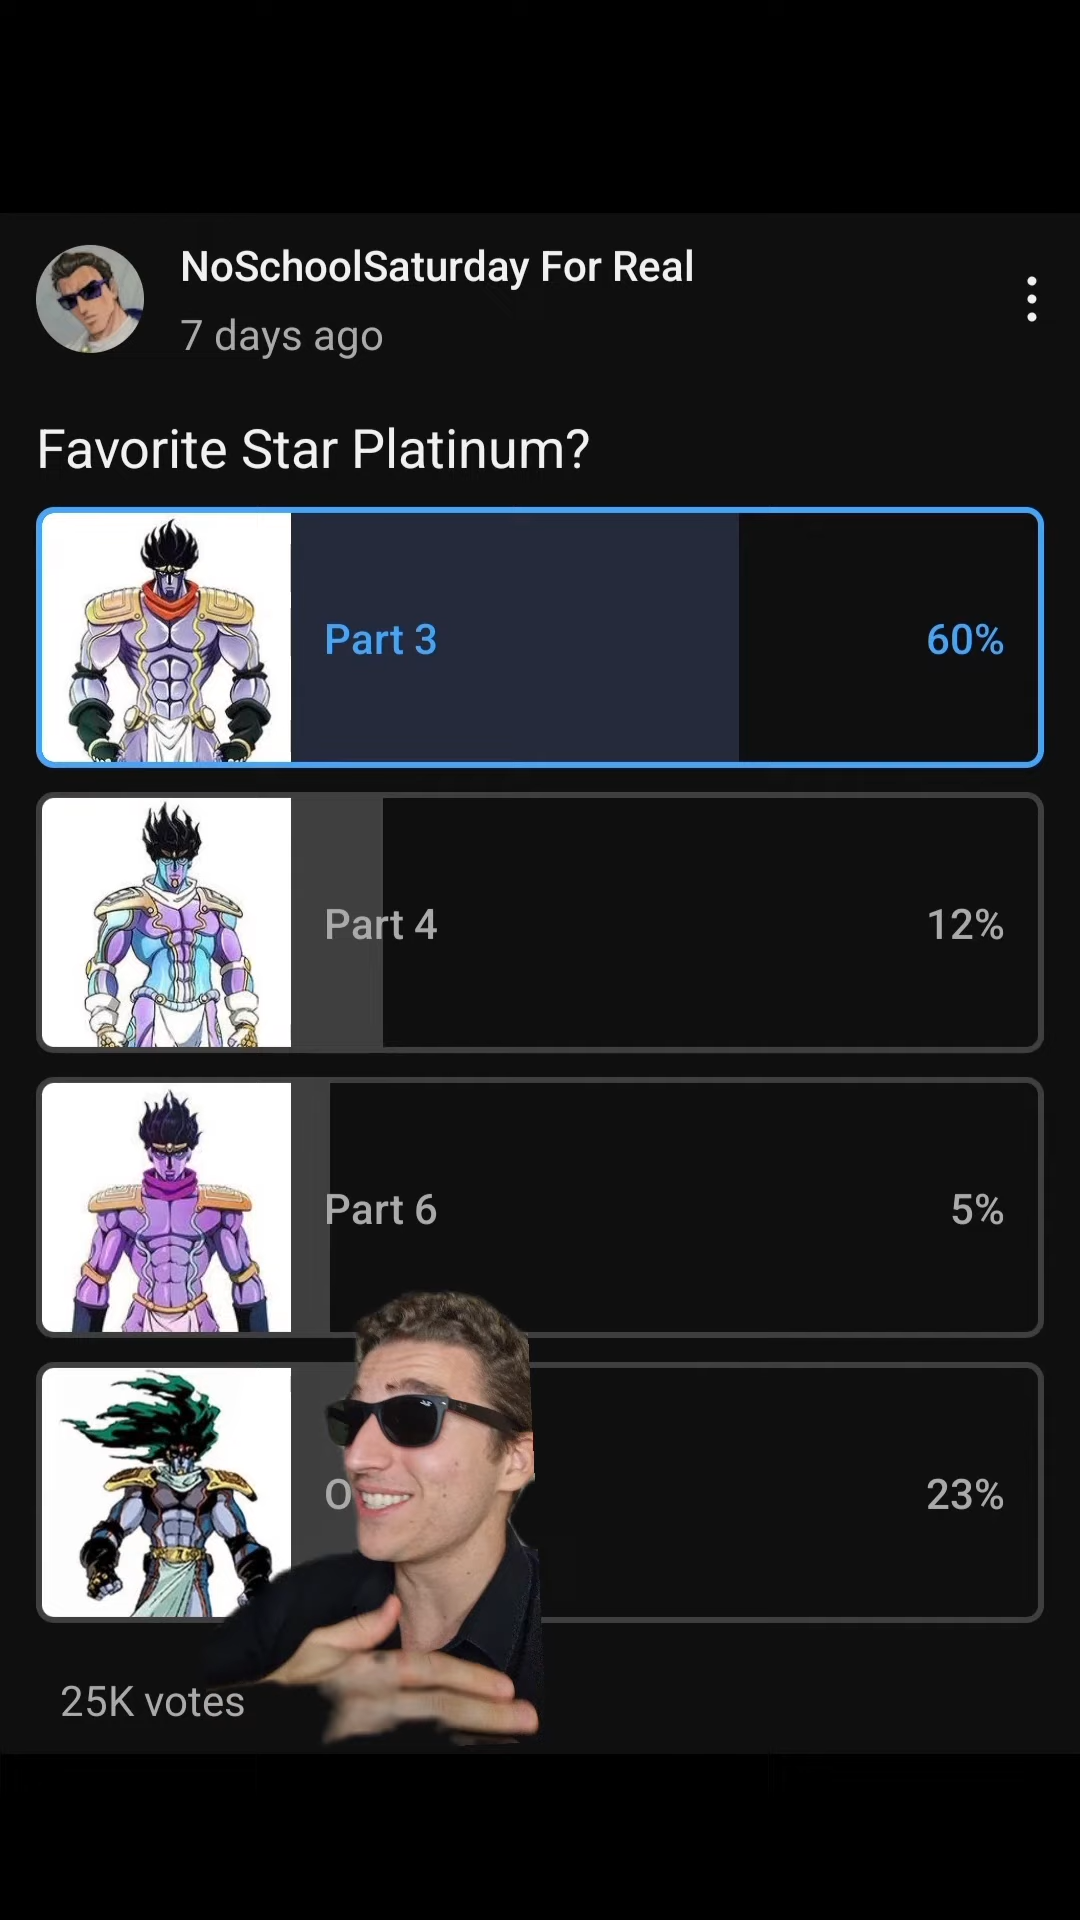 NoSchoolSaturday For Real
7 days ago
Favorite Star Platinum?
Part 3
60%
Part 4
12%
Part 6
5%
23%
25K votes